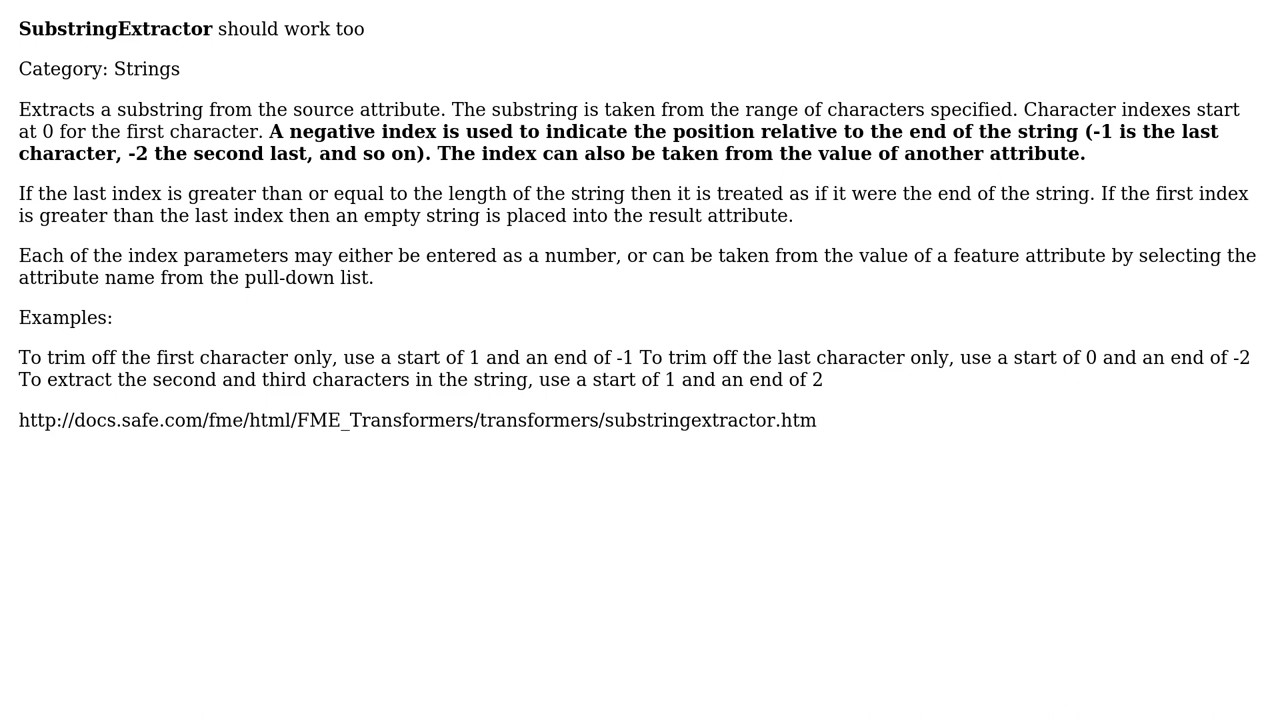 SubstringExtractor should work too
Category: Strings
Extracts a substring from the source attribute. The substring is taken from the range of characters specified. Character indexes start
at 0 for the first character. A negative index is used to indicate the position relative to the end of the string (-1 is the last
character, -2 the second last, and so on). The index can also be taken from the value of another attribute.
If the last index is greater than or equal to the length of the string then it is treated as if it were the end of the string. If the first index
is greater than the last index then an empty string is placed into the result attribute.
Each of the index parameters may either be entered as a number, or can be taken from the value of a feature attribute by selecting the
attribute name from the pull-down list.
Examples:
To trim off the first character only, use a start of 1 and an end of -1 To trim off the last character only, use a start of 0 and an end of -2
To extract the second and third characters in the string, use a start of 1 and an end of 2
http://docs.safe.com/fme/html/FME_Transformers/transformers/substringextractor.htm